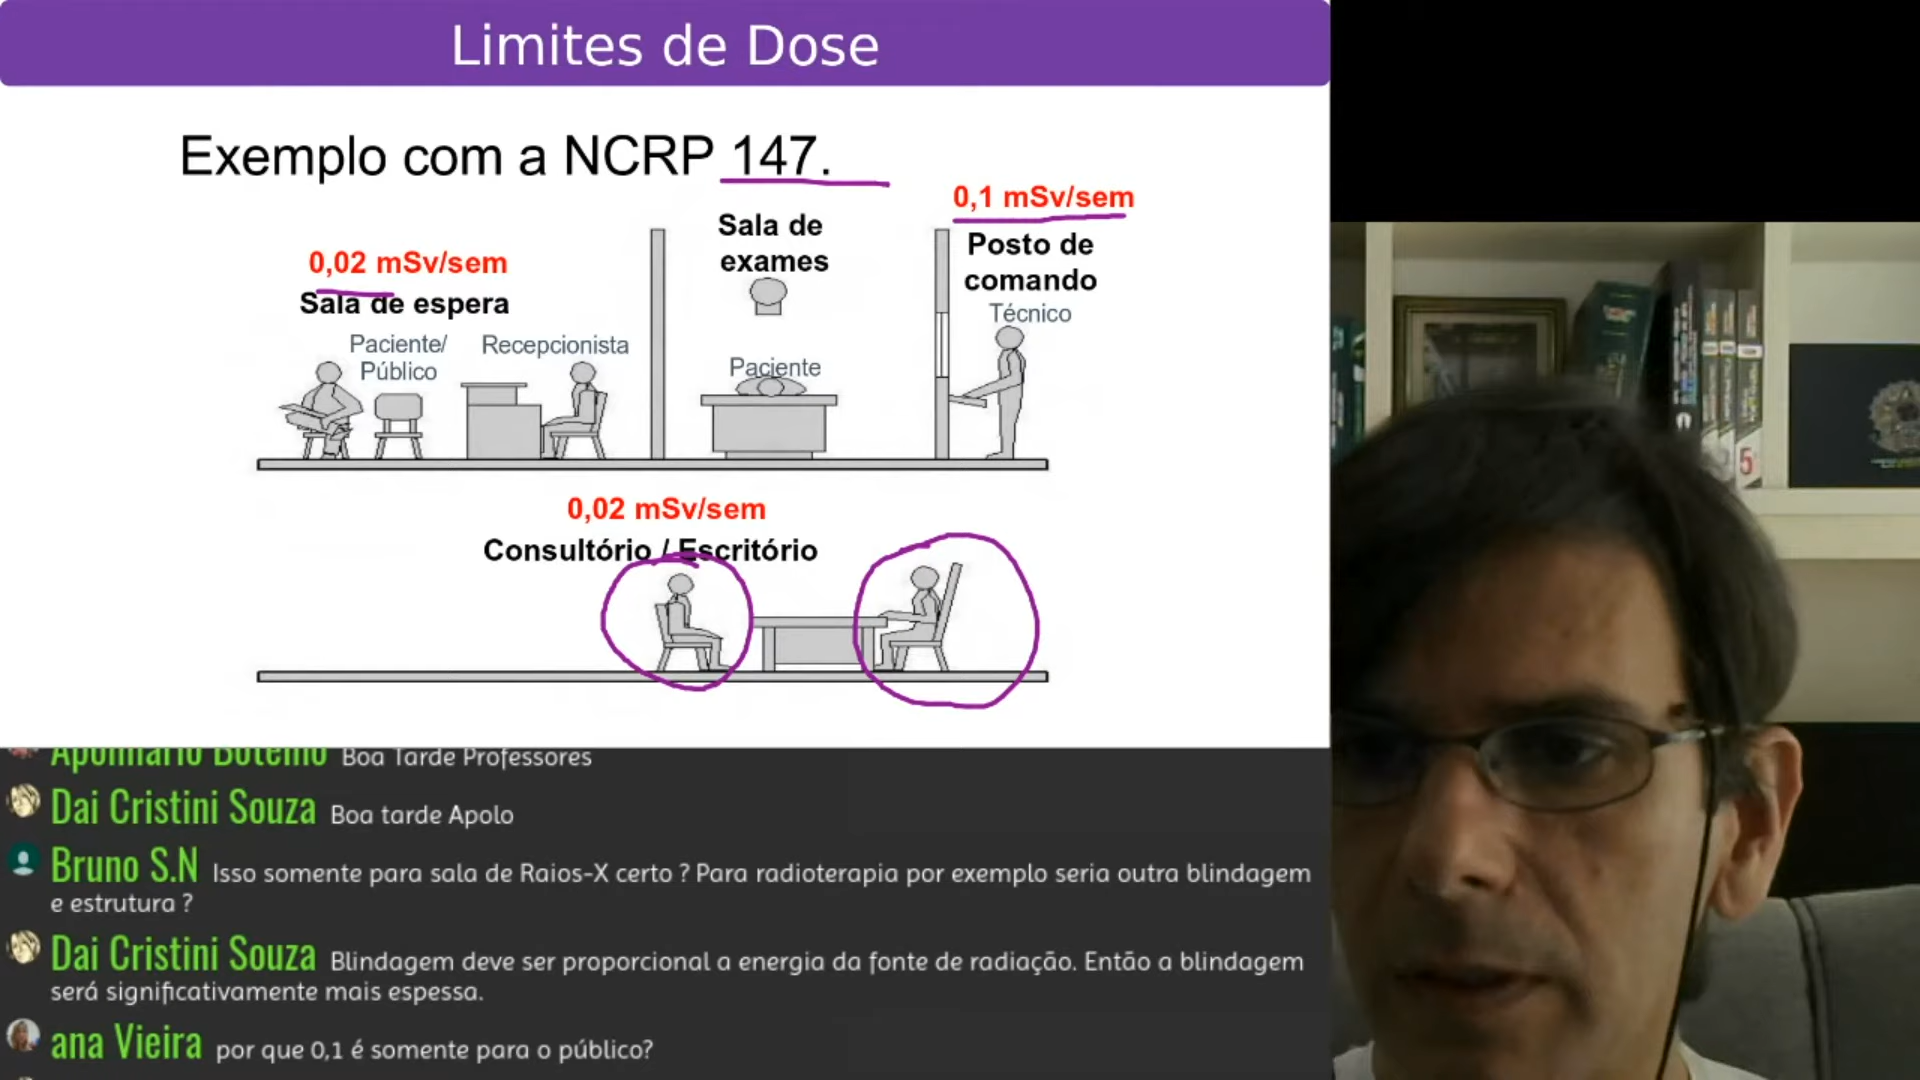 Limites de Dose
Exemplo com a NCRP 147.
0,02 mSv/sem
Sala de espera
Paciente/
Público
Recepcionista
Sala de
exames
Paciente
0,1 mSv/sem
Posto de
comando
Técnico
0,02 mSv/sem
Consultório / Escritório
Apolinario Botelho Boa Tarde Professores
Dai Cristini Souza Boa tarde Apolo
Bruno S.N Isso somente para sala de Raios-X certo ? Para radioterapia por exemplo seria outra blindagem
e estrutura ?
Dai Cristini Souza Blindagem deve ser proporcional a energia da fonte de radiação. Então a blindagem
será significativamente mais espessa.
ana Vieira por que 0,1 é somente para o público?
5